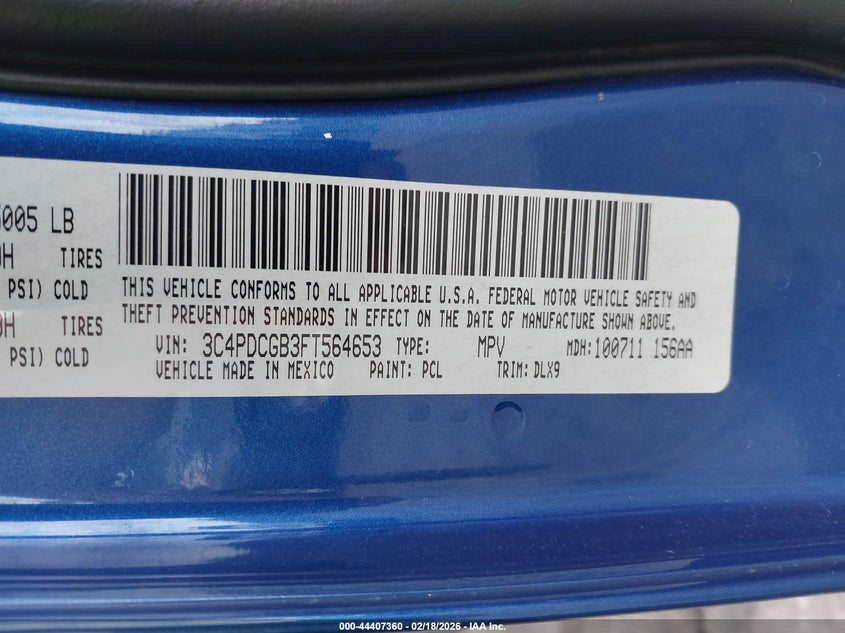 005 LB
TIRES
PSI) COLD
TIRES
PSI) COLD
THIS VEHICLE CONFORMS TO ALL APPLICABLE U.S.A. FEDERAL MOTOR VEHICLE SAFETY AND
THEFT PREVENTION STANDARDS IN EFFECT ON THE DATE OF MANUFACTURE SHOWN ABOVE.
VIN: 3C4PDCGB3FT564653 TYPE: MPV MDH:100711 156AA
VEHICLE MADE IN MEXICO PAINT: PCL TRIM: DLX9
000-44407360 - 02/18/2026 - IAA Inc.